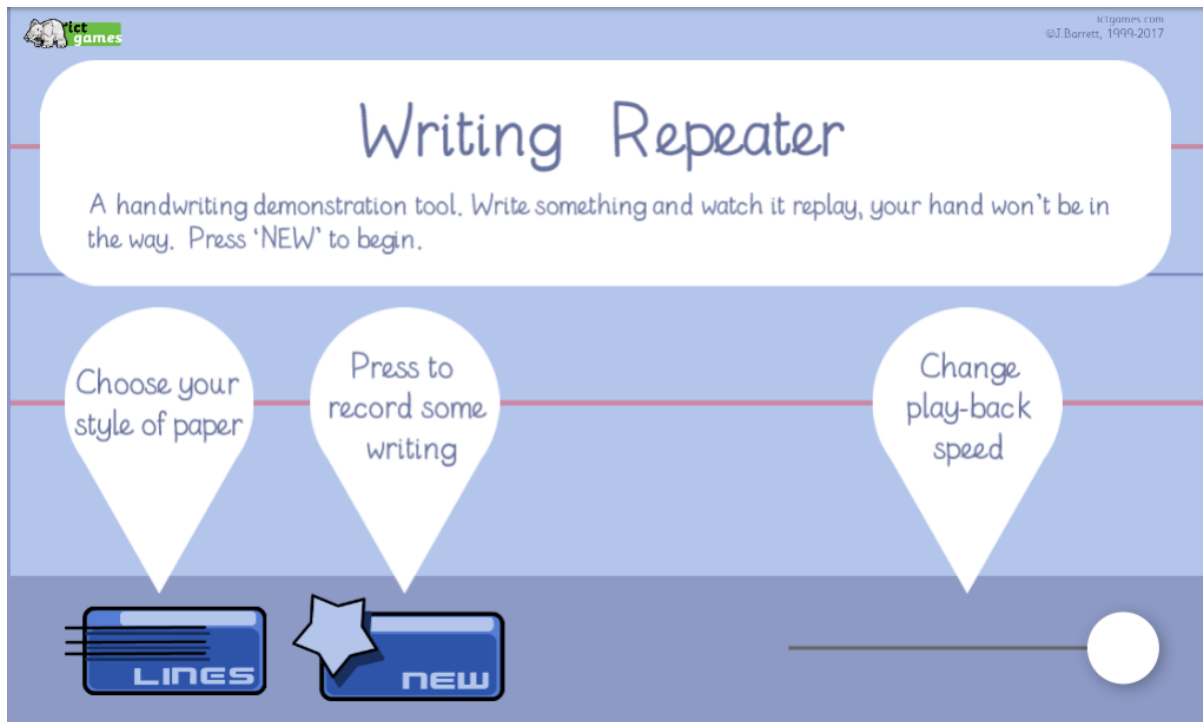 ict
games
ictgames.com
©J.Barrett, 1999-2017
Writing Repeater
A handwriting demonstration tool. Write something and watch it replay, your hand won't be in
the way. Press 'NEW' to begin.
Choose your
style of paper
Press to
record some
writing
Change
play-back
speed
LINES
NEW